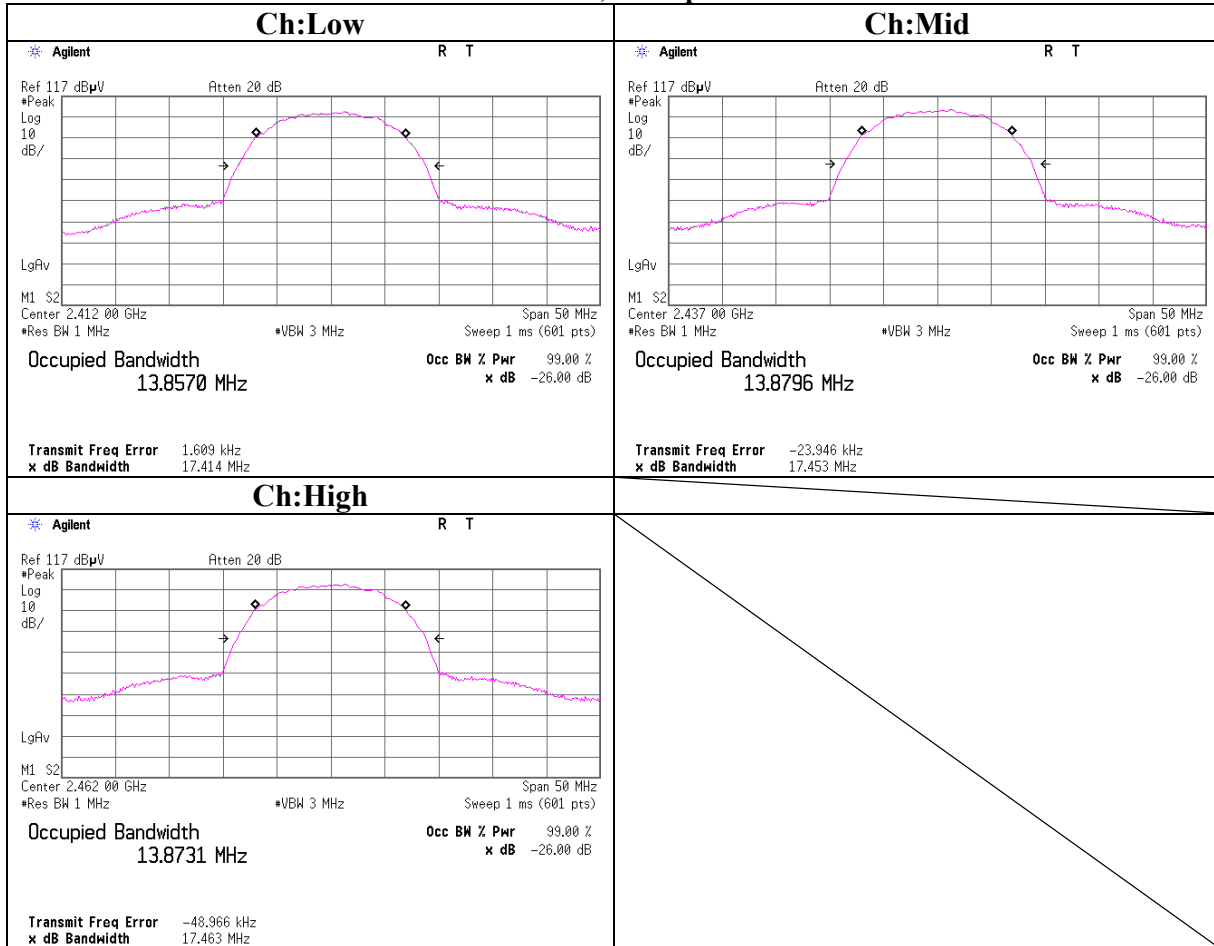 Ch:Low
Agilent R T
Ref 117 dBµV Atten 20 dB
#Peak
Log
10
dB/
LgAv
M1 S2
Center 2.412 00 GHz Span 50 MHz
#Res BW 1 MHz #VBW 3 MHz Sweep 1 ms (601 pts)
Occupied Bandwidth Occ BW % Pwr 99.00 %
13.8570 MHz x dB -26.00 dB
Transmit Freq Error 1.609 kHz
x dB Bandwidth 17.414 MHz
Ch:Mid
Agilent R T
Ref 117 dBµV Atten 20 dB
#Peak
Log
10
dB/
LgAv
M1 S2
Center 2.437 00 GHz Span 50 MHz
#Res BW 1 MHz #VBW 3 MHz Sweep 1 ms (601 pts)
Occupied Bandwidth Occ BW % Pwr 99.00 %
13.8796 MHz x dB -26.00 dB
Transmit Freq Error -23.946 kHz
x dB Bandwidth 17.453 MHz
Ch:High
Agilent R T
Ref 117 dBµV Atten 20 dB
#Peak
Log
10
dB/
LgAv
M1 S2
Center 2.462 00 GHz Span 50 MHz
#Res BW 1 MHz #VBW 3 MHz Sweep 1 ms (601 pts)
Occupied Bandwidth Occ BW % Pwr 99.00 %
13.8731 MHz x dB -26.00 dB
Transmit Freq Error -48.966 kHz
x dB Bandwidth 17.463 MHz